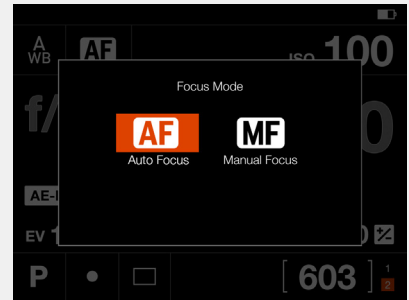 A
WB
AF
ISO 100
Focus Mode
f/
0
AF
MF
Auto Focus
Manual Focus
AE-
EV 1
0
P
[ 603 ]
1
2